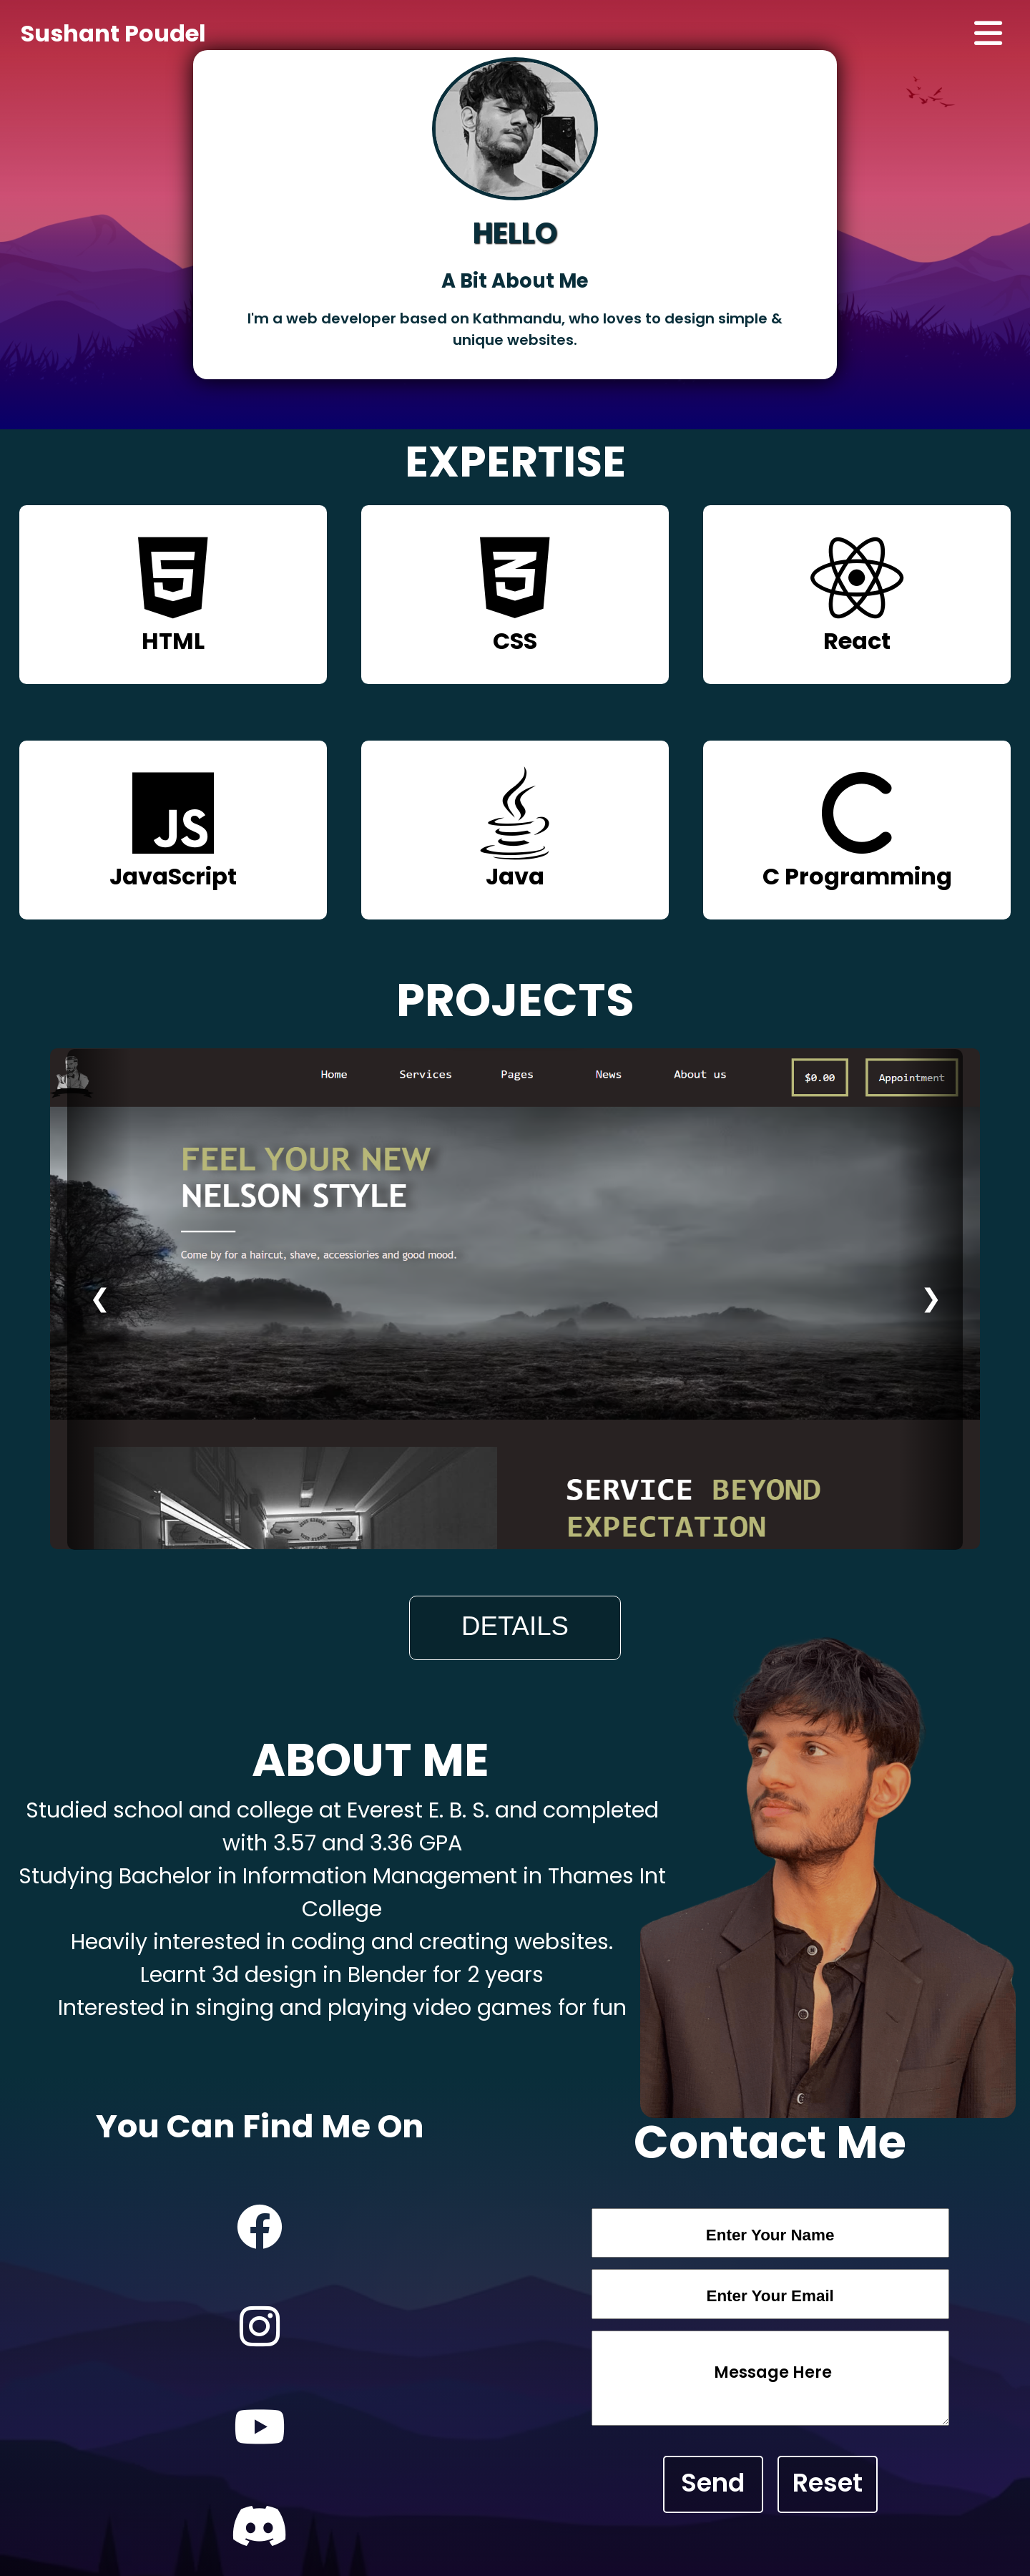 Sushant Poudel
HELLO
A Bit About Me
I'm a web developer based on Kathmandu, who loves to design simple &
unique websites.
EXPERTISE
HTML
CSS
React
JS
JavaScript
Java
C Programming
PROJECTS
Home
Services
Pages
News
About us
$0.00
Appointment
FEEL YOUR NEW
NELSON STYLE
Come by for a haircut, shave, accessiories and good mood.
❮
❯
SERVICE BEYOND
EXPECTATION
DETAILS
ABOUT ME
Studied school and college at Everest E. B. S. and completed
with 3.57 and 3.36 GPA
Studying Bachelor in Information Management in Thames Int
College
Heavily interested in coding and creating websites.
Learnt 3d design in Blender for 2 years
Interested in singing and playing video games for fun
You Can Find Me On
Contact Me
Enter Your Name
Enter Your Email
Message Here
Send
Reset